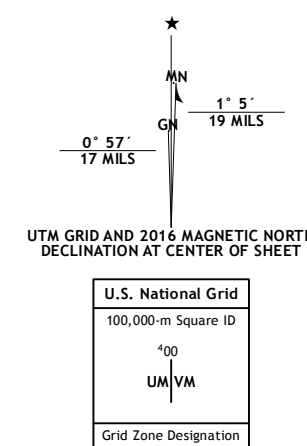 ★
MN
GN
1° 5´
19 MILS
0° 57´
17 MILS
UTM GRID AND 2016 MAGNETIC NORTH
DECLINATION AT CENTER OF SHEET
U.S. National Grid
100,000-m Square ID
⁴00
UM VM
Grid Zone Designation